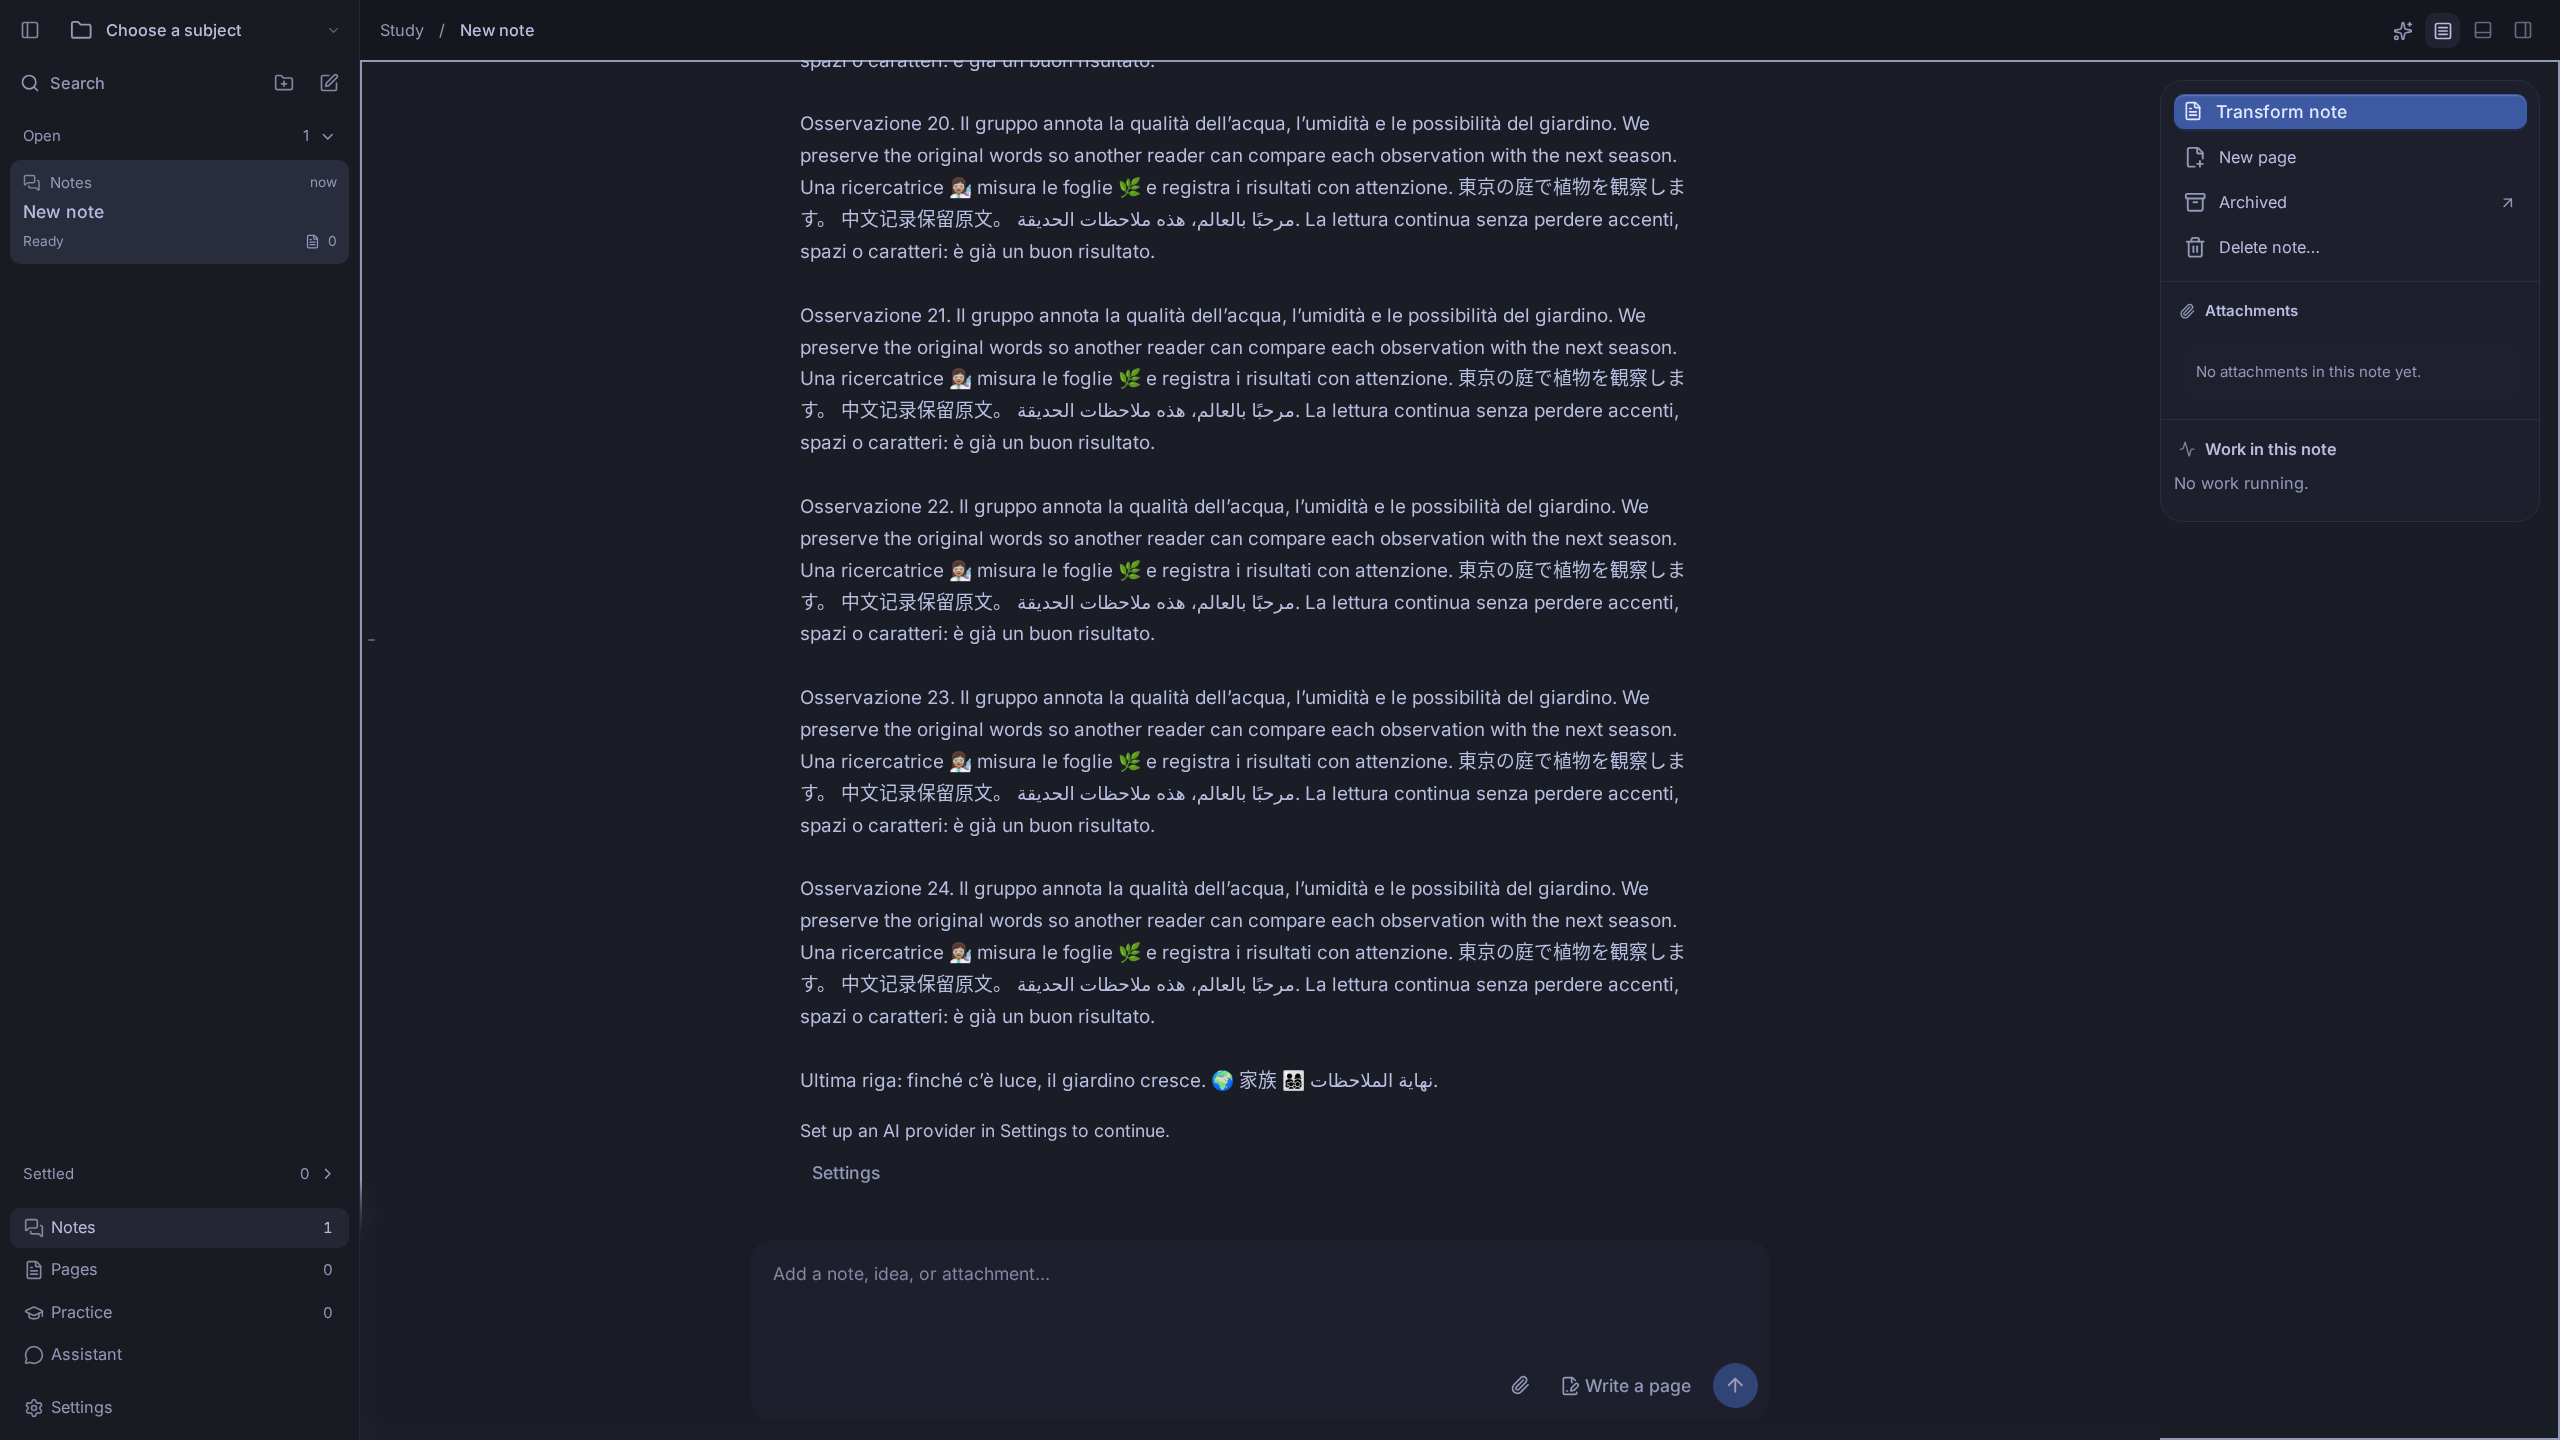 Choose a subject
Search
Open 1
Notes now
New note
Ready 0
Settled 0
Notes 1
Pages 0
Practice 0
Assistant
Settings
Study / New note
spazi o caratteri: è già un buon risultato.
Osservazione 20. Il gruppo annota la qualità dell’acqua, l’umidità e le possibilità del giardino. We
preserve the original words so another reader can compare each observation with the next season.
Una ricercatrice 👩🏽‍🔬 misura le foglie 🌿 e registra i risultati con attenzione. 東京の庭で植物を観察しま
す。 中文记录保留原文。 مرحبًا بالعالم، هذه ملاحظات الحديقة. La lettura continua senza perdere accenti,
spazi o caratteri: è già un buon risultato.
Osservazione 21. Il gruppo annota la qualità dell’acqua, l’umidità e le possibilità del giardino. We
preserve the original words so another reader can compare each observation with the next season.
Una ricercatrice 👩🏽‍🔬 misura le foglie 🌿 e registra i risultati con attenzione. 東京の庭で植物を観察しま
す。 中文记录保留原文。 مرحبًا بالعالم، هذه ملاحظات الحديقة. La lettura continua senza perdere accenti,
spazi o caratteri: è già un buon risultato.
Osservazione 22. Il gruppo annota la qualità dell’acqua, l’umidità e le possibilità del giardino. We
preserve the original words so another reader can compare each observation with the next season.
Una ricercatrice 👩🏽‍🔬 misura le foglie 🌿 e registra i risultati con attenzione. 東京の庭で植物を観察しま
す。 中文记录保留原文。 مرحبًا بالعالم، هذه ملاحظات الحديقة. La lettura continua senza perdere accenti,
spazi o caratteri: è già un buon risultato.
Osservazione 23. Il gruppo annota la qualità dell’acqua, l’umidità e le possibilità del giardino. We
preserve the original words so another reader can compare each observation with the next season.
Una ricercatrice 👩🏽‍🔬 misura le foglie 🌿 e registra i risultati con attenzione. 東京の庭で植物を観察しま
す。 中文记录保留原文。 مرحبًا بالعالم، هذه ملاحظات الحديقة. La lettura continua senza perdere accenti,
spazi o caratteri: è già un buon risultato.
Osservazione 24. Il gruppo annota la qualità dell’acqua, l’umidità e le possibilità del giardino. We
preserve the original words so another reader can compare each observation with the next season.
Una ricercatrice 👩🏽‍🔬 misura le foglie 🌿 e registra i risultati con attenzione. 東京の庭で植物を観察しま
す。 中文记录保留原文。 مرحبًا بالعالم، هذه ملاحظات الحديقة. La lettura continua senza perdere accenti,
spazi o caratteri: è già un buon risultato.
Ultima riga: finché c’è luce, il giardino cresce. 🌍 家族 👨‍👩‍👧‍👦 نهاية الملاحظات.
Set up an AI provider in Settings to continue.
Settings
Add a note, idea, or attachment...
Write a page
Transform note
New page
Archived
Delete note...
Attachments
No attachments in this note yet.
Work in this note
No work running.